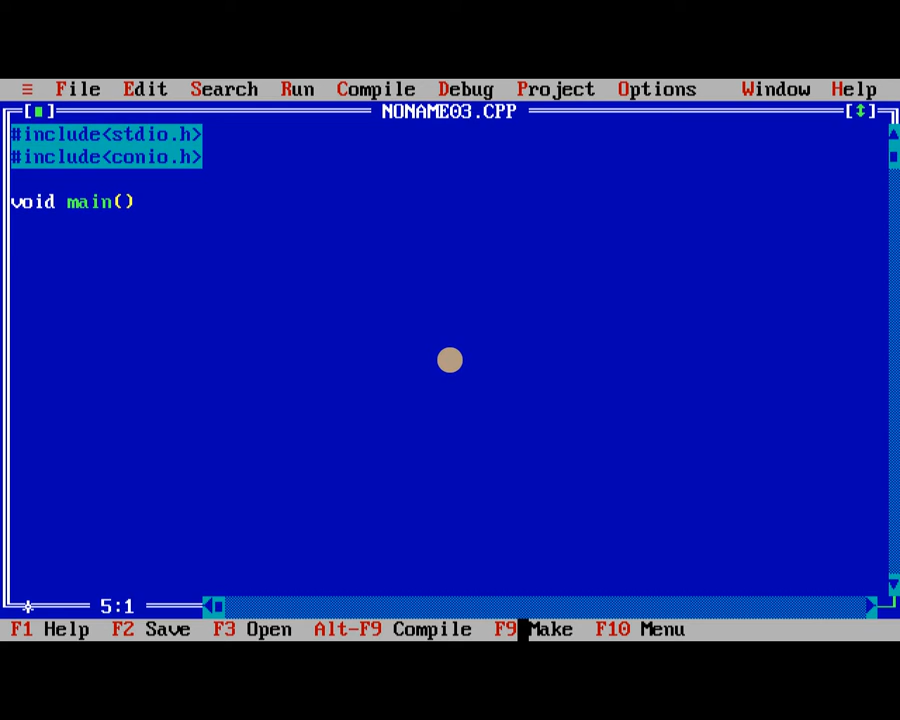 ≡ File Edit Search Run Compile Debug Project Options Window Help
[■] NONAME03.CPP [↕]
#include<stdio.h>
#include<conio.h>
void main()
5:1
F1 Help F2 Save F3 Open Alt-F9 Compile F9 Make F10 Menu